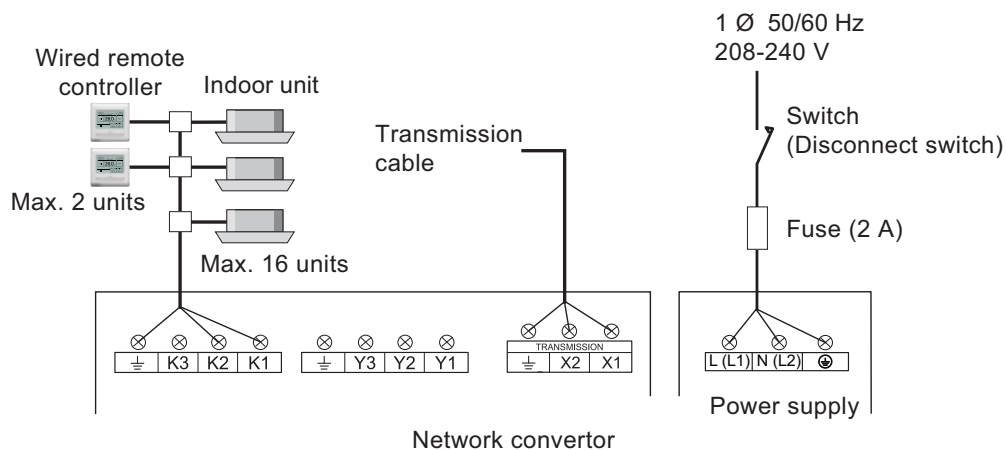 1 Ø 50/60 Hz
208-240 V
Wired remote
controller
Indoor unit
Switch
(Disconnect switch)
Transmission
cable
Max. 2 units
Fuse (2 A)
Max. 16 units
K3 K2 K1
Y3 Y2 Y1
TRANSMISSION
X2 X1
L (L1) N (L2)
Power supply
Network convertor